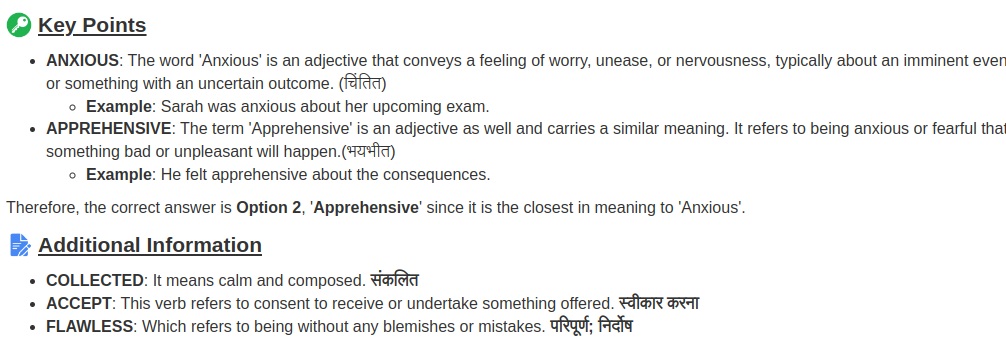 Key Points
ANXIOUS: The word 'Anxious' is an adjective that conveys a feeling of worry, unease, or nervousness, typically about an imminent even
or something with an uncertain outcome. (चिंतित)
Example: Sarah was anxious about her upcoming exam.
APPREHENSIVE: The term 'Apprehensive' is an adjective as well and carries a similar meaning. It refers to being anxious or fearful that
something bad or unpleasant will happen.(भयभीत)
Example: He felt apprehensive about the consequences.
Therefore, the correct answer is Option 2, 'Apprehensive' since it is the closest in meaning to 'Anxious'.
Additional Information
COLLECTED: It means calm and composed. संकलित
ACCEPT: This verb refers to consent to receive or undertake something offered. स्वीकार करना
FLAWLESS: Which refers to being without any blemishes or mistakes. परिपूर्ण; निर्दोष